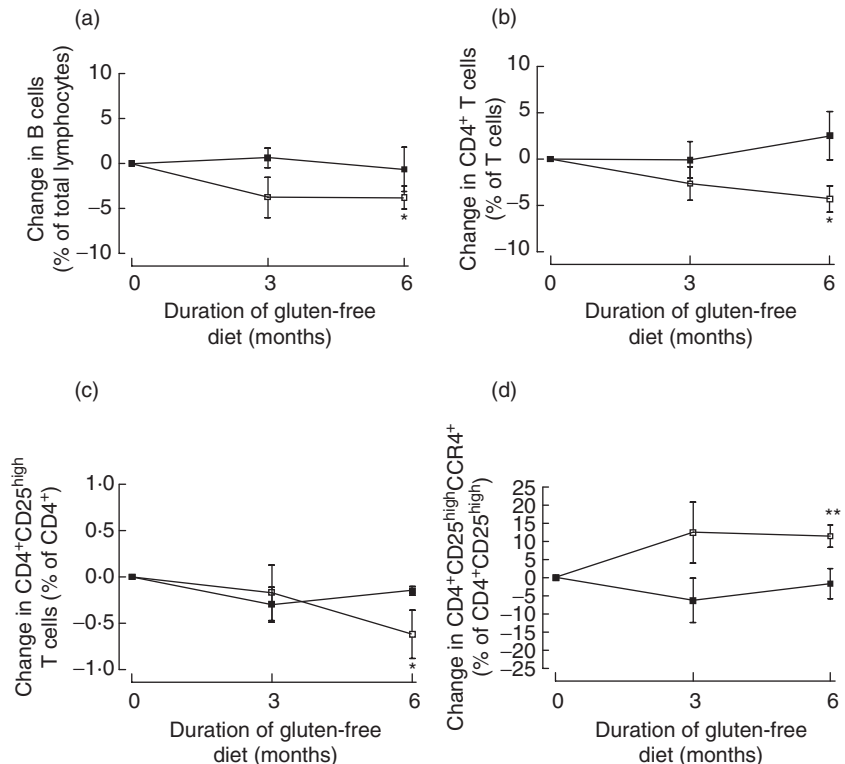 (a)
Change in B cells
(% of total lymphocytes)
10
5
0
−5
−10
*
0 3 6
Duration of gluten-free
diet (months)
(b)
Change in CD4+ T cells
(% of T cells)
10
5
0
−5
−10
*
0 3 6
Duration of gluten-free
diet (months)
(c)
Change in CD4+CD25high
T cells (% of CD4+)
1·0
0·5
0·0
−0·5
−1·0
*
0 3 6
Duration of gluten-free
diet (months)
(d)
Change in CD4+CD25highCCR4+
(% of CD4+CD25high)
25
20
15
10
5
0
−5
−10
−15
−20
−25
**
0 3 6
Duration of gluten-free
diet (months)